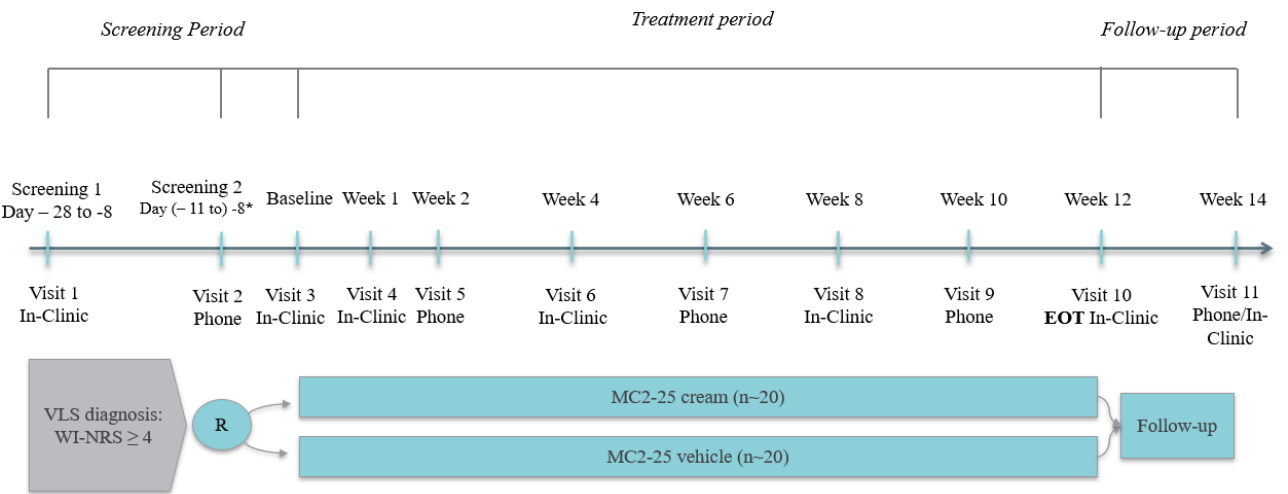 Screening Period
Treatment period
Follow-up period
Screening 1
Day – 28 to -8
Screening 2
Day (– 11 to) -8*
Baseline
Week 1
Week 2
Week 4
Week 6
Week 8
Week 10
Week 12
Week 14
Visit 1
In-Clinic
Visit 2
Phone
Visit 3
In-Clinic
Visit 4
In-Clinic
Visit 5
Phone
Visit 6
In-Clinic
Visit 7
Phone
Visit 8
In-Clinic
Visit 9
Phone
Visit 10
EOT In-Clinic
Visit 11
Phone/In-
Clinic
VLS diagnosis:
WI-NRS ≥ 4
R
MC2-25 cream (n~20)
MC2-25 vehicle (n~20)
Follow-up